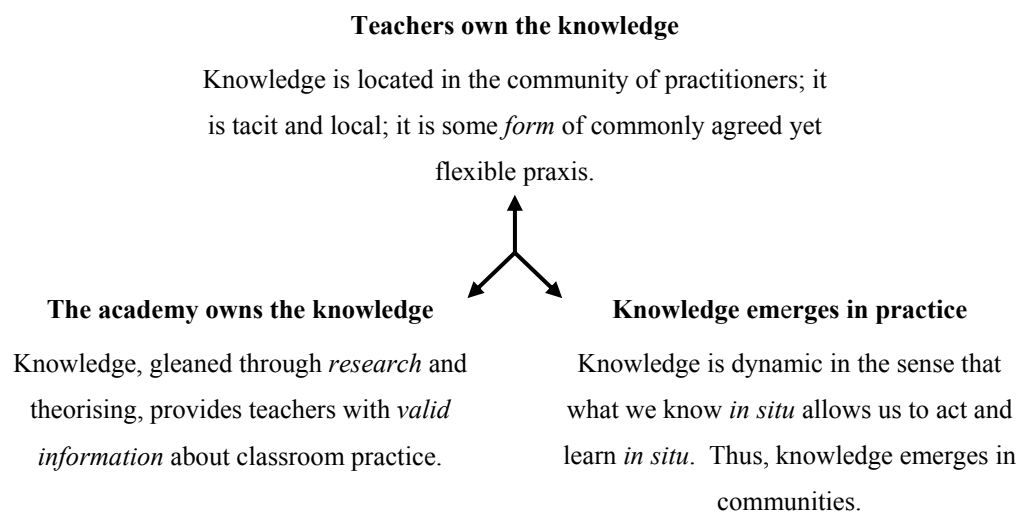 Teachers own the knowledge
Knowledge is located in the community of practitioners; it
is tacit and local; it is some form of commonly agreed yet
flexible praxis.
The academy owns the knowledge
Knowledge, gleaned through research and
theorising, provides teachers with valid
information about classroom practice.
Knowledge emerges in practice
Knowledge is dynamic in the sense that
what we know in situ allows us to act and
learn in situ. Thus, knowledge emerges in
communities.